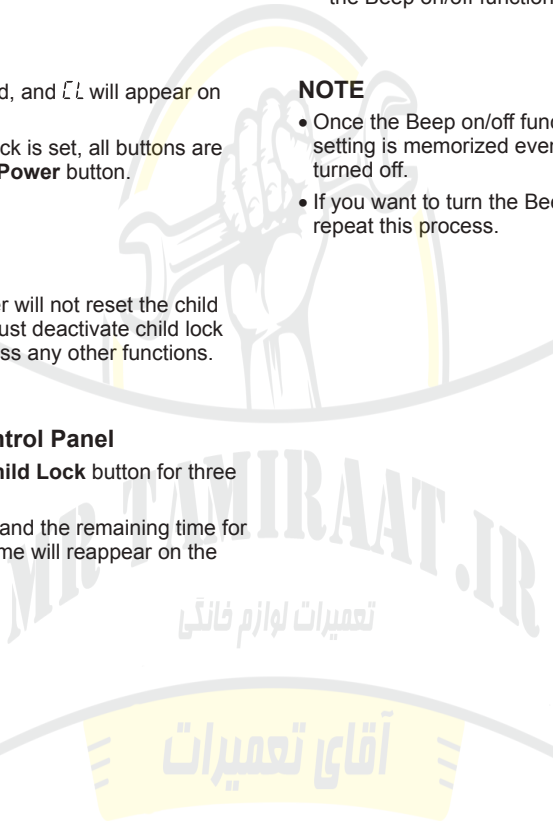 d, and CL will appear on
ck is set, all buttons are
Power button.
er will not reset the child
ust deactivate child lock
ss any other functions.
ntrol Panel
hild Lock button for three
and the remaining time for
me will reappear on the
the Beep on/off function
NOTE
• Once the Beep on/off func
setting is memorized even
turned off.
• If you want to turn the Bee
repeat this process.
MR TAMIRAAT.IR
تعمیرات لوازم خانگی
آقای تعمیرات